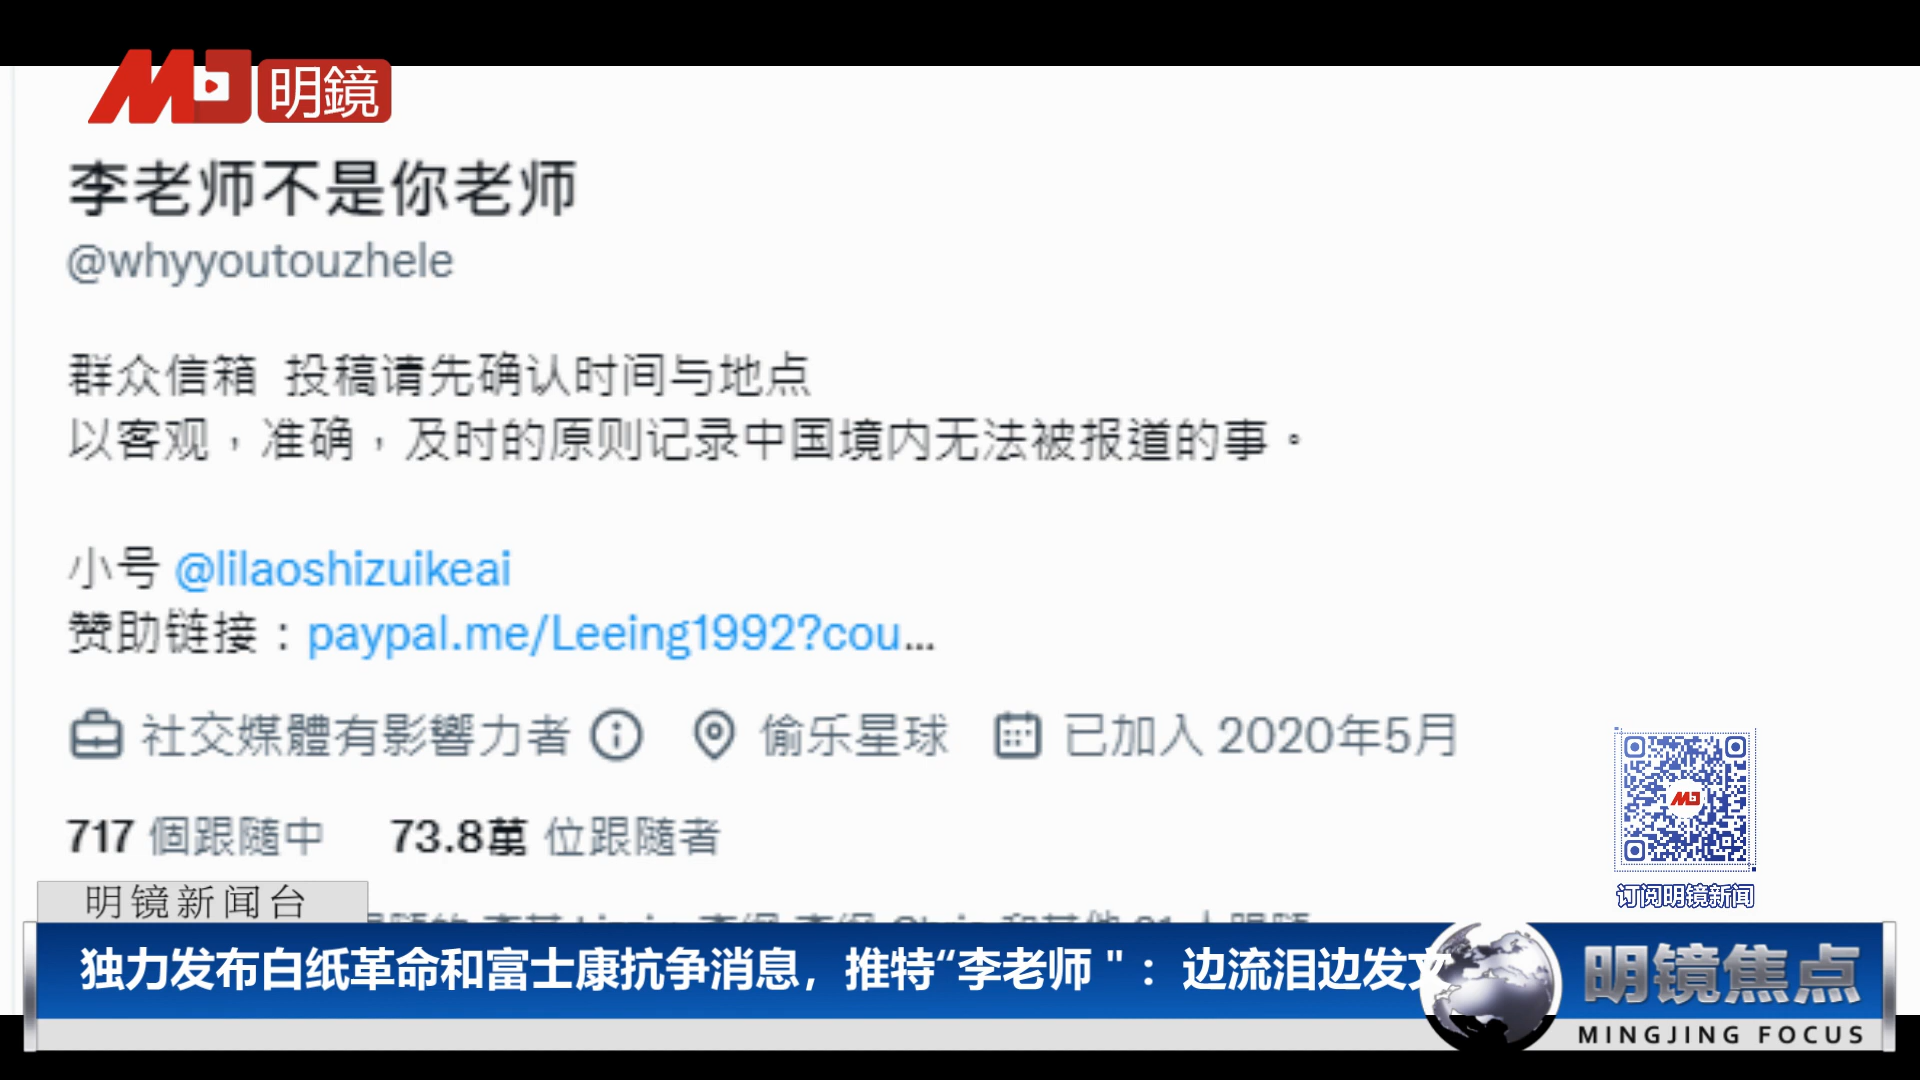 明鏡
李老师不是你老师
@whyyoutouzhele
群众信箱 投稿请先确认时间与地点
以客观，准确，及时的原则记录中国境内无法被报道的事。
小号 @lilaoshizuikeai
赞助链接：paypal.me/Leeing1992?cou...
社交媒體有影響力者 偷乐星球 已加入 2020年5月
717 個跟隨中 73.8萬 位跟隨者
订阅明镜新闻
明镜新闻台
独力发布白纸革命和富士康抗争消息，推特“李老师＂：边流泪边发文
明镜焦点
MINGJING FOCUS